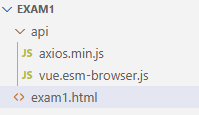 EXAM1
api
JS axios.min.js
JS vue.esm-browser.js
<> exam1.html